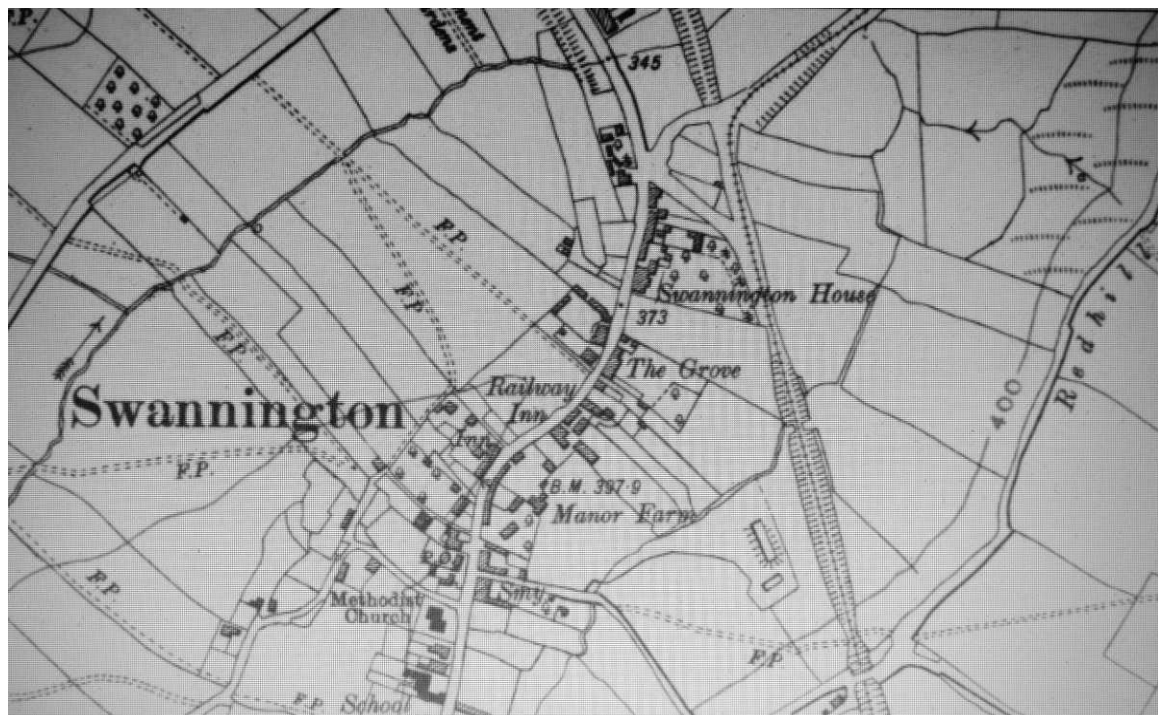 F.P.
345
F.P.
Swannington House
F.P.
373
The Grove
F.P.
Railway
Inn
Redhill
400
Swannington
Inn
F.P.
B.M. 397·9
Manor Farm
P.O.
F.P.
Smy.
Methodist
Church
F.P.
F.P.
School